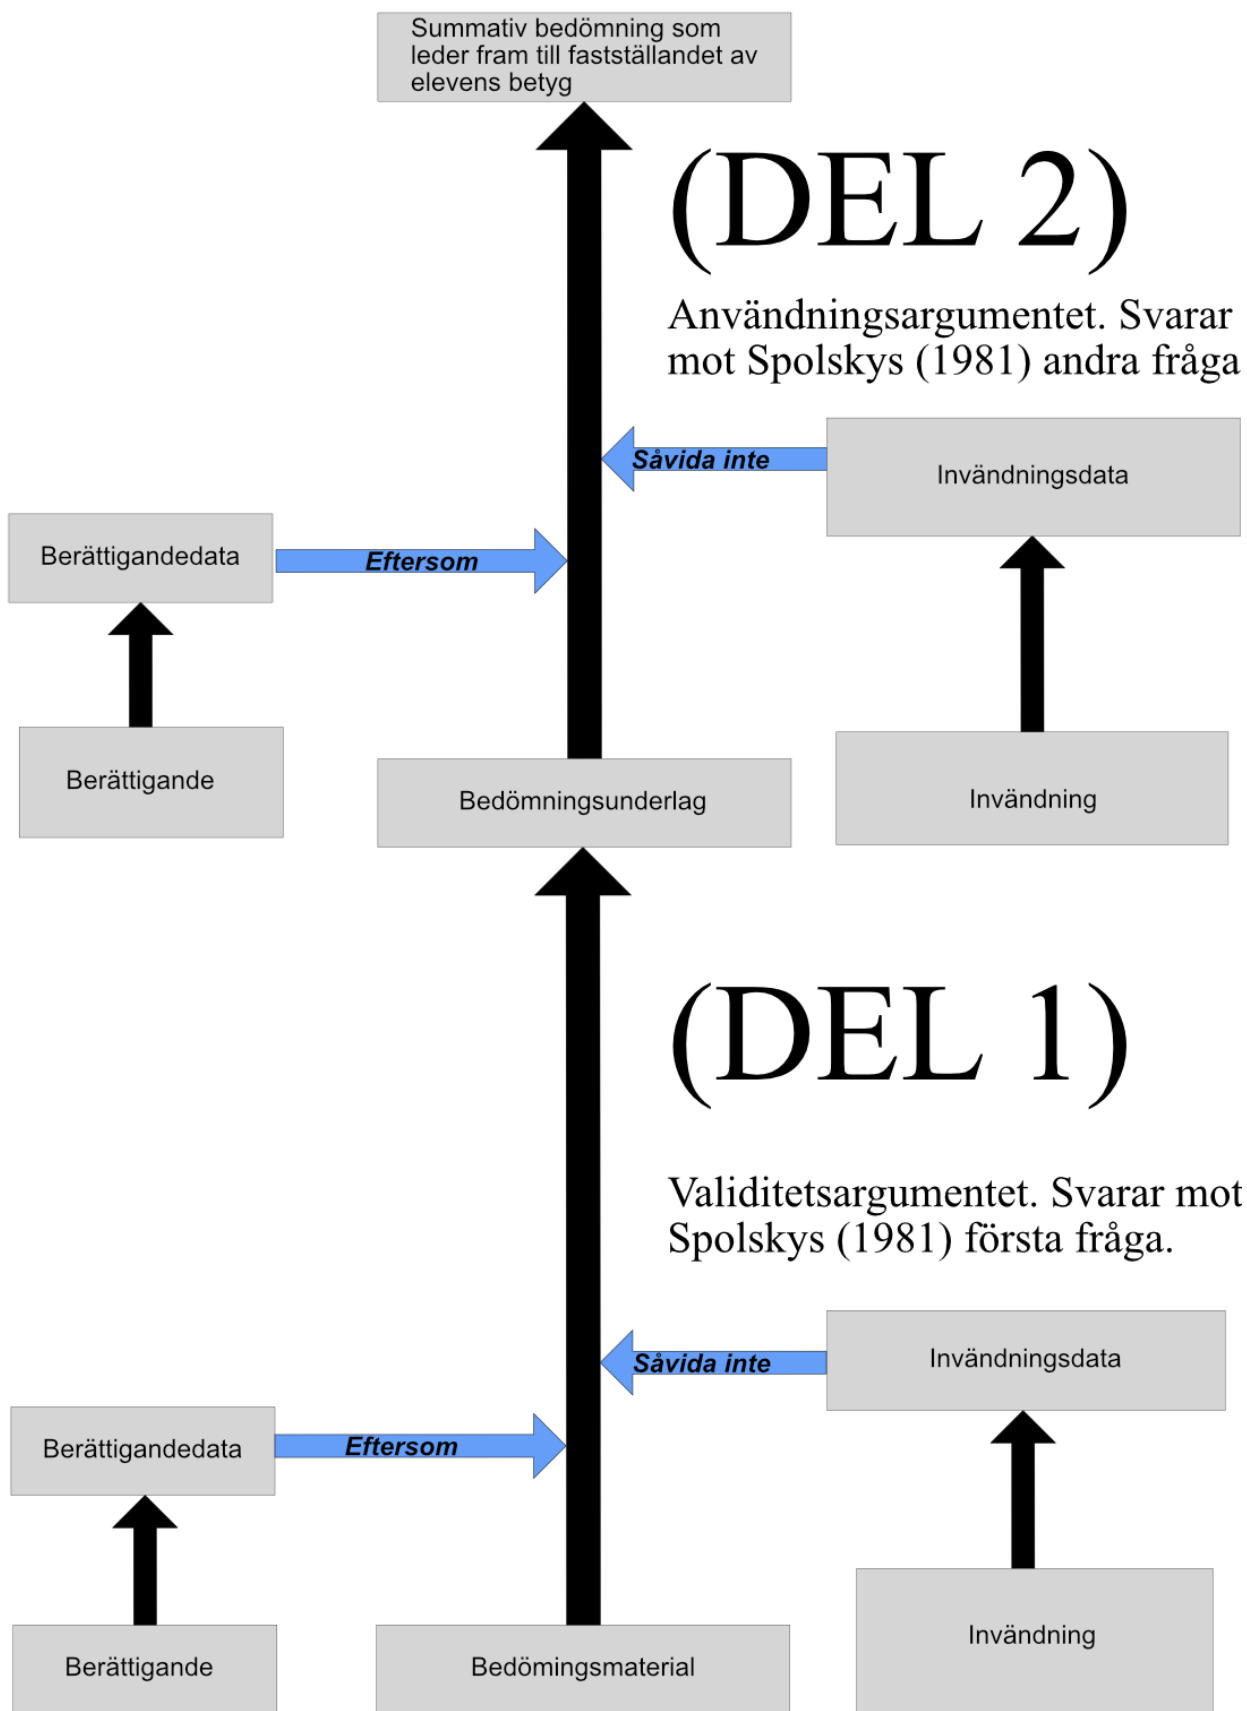 Summativ bedömning som
leder fram till fastställandet av
elevens betyg
(DEL 2)
Användningsargumentet. Svarar
mot Spolskys (1981) andra fråga
Såvida inte
Invändningsdata
Berättigandedata
Eftersom
Berättigande
Bedömningsunderlag
Invändning
(DEL 1)
Validitetsargumentet. Svarar mot
Spolskys (1981) första fråga.
Såvida inte
Invändningsdata
Berättigandedata
Eftersom
Berättigande
Bedömingsmaterial
Invändning